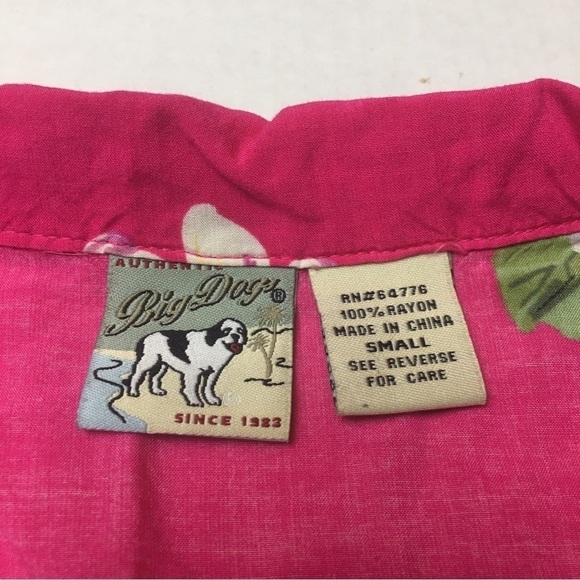 AUTHENTIC
Big Dogs®
SINCE 1983
RN#64776
100% RAYON
MADE IN CHINA
SMALL
SEE REVERSE
FOR CARE